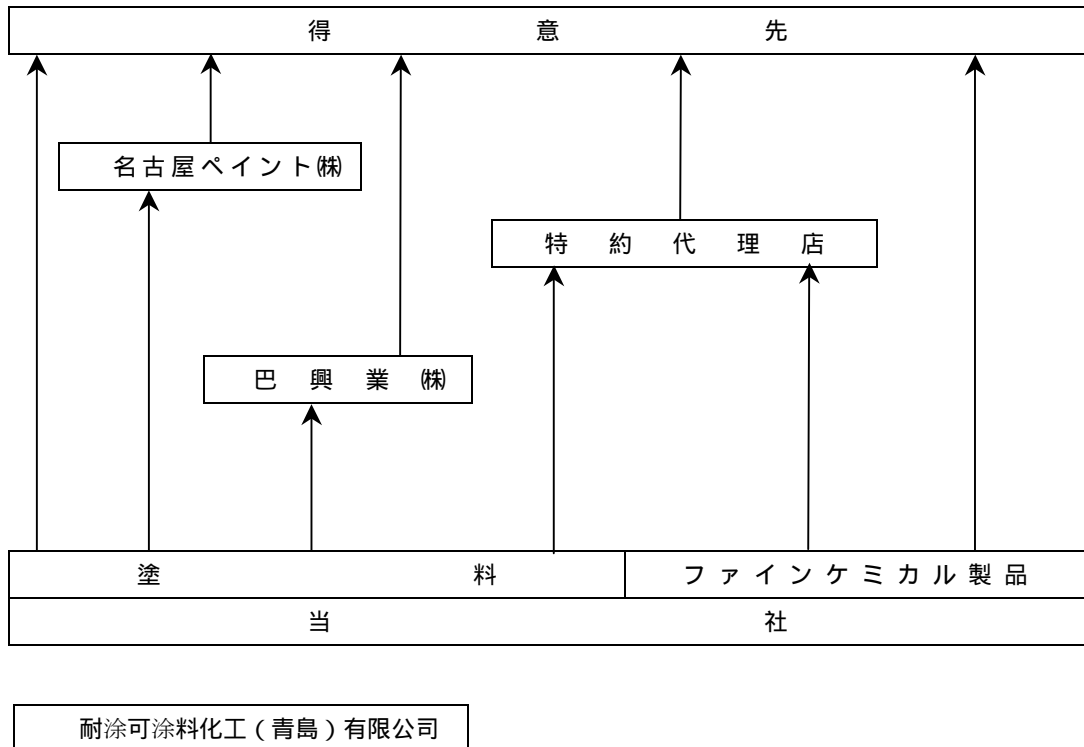 得意先
名古屋ペイント㈱
特約代理店
巴興業㈱
塗料
ファインケミカル製品
当社
耐涂可涂料化工(青島)有限公司